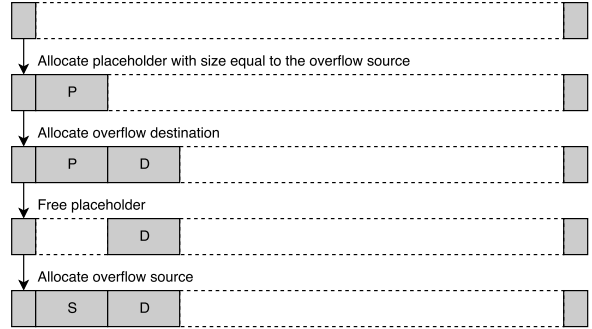 Allocate placeholder with size equal to the overflow source
P
Allocate overflow destination
P D
Free placeholder
D
Allocate overflow source
S D